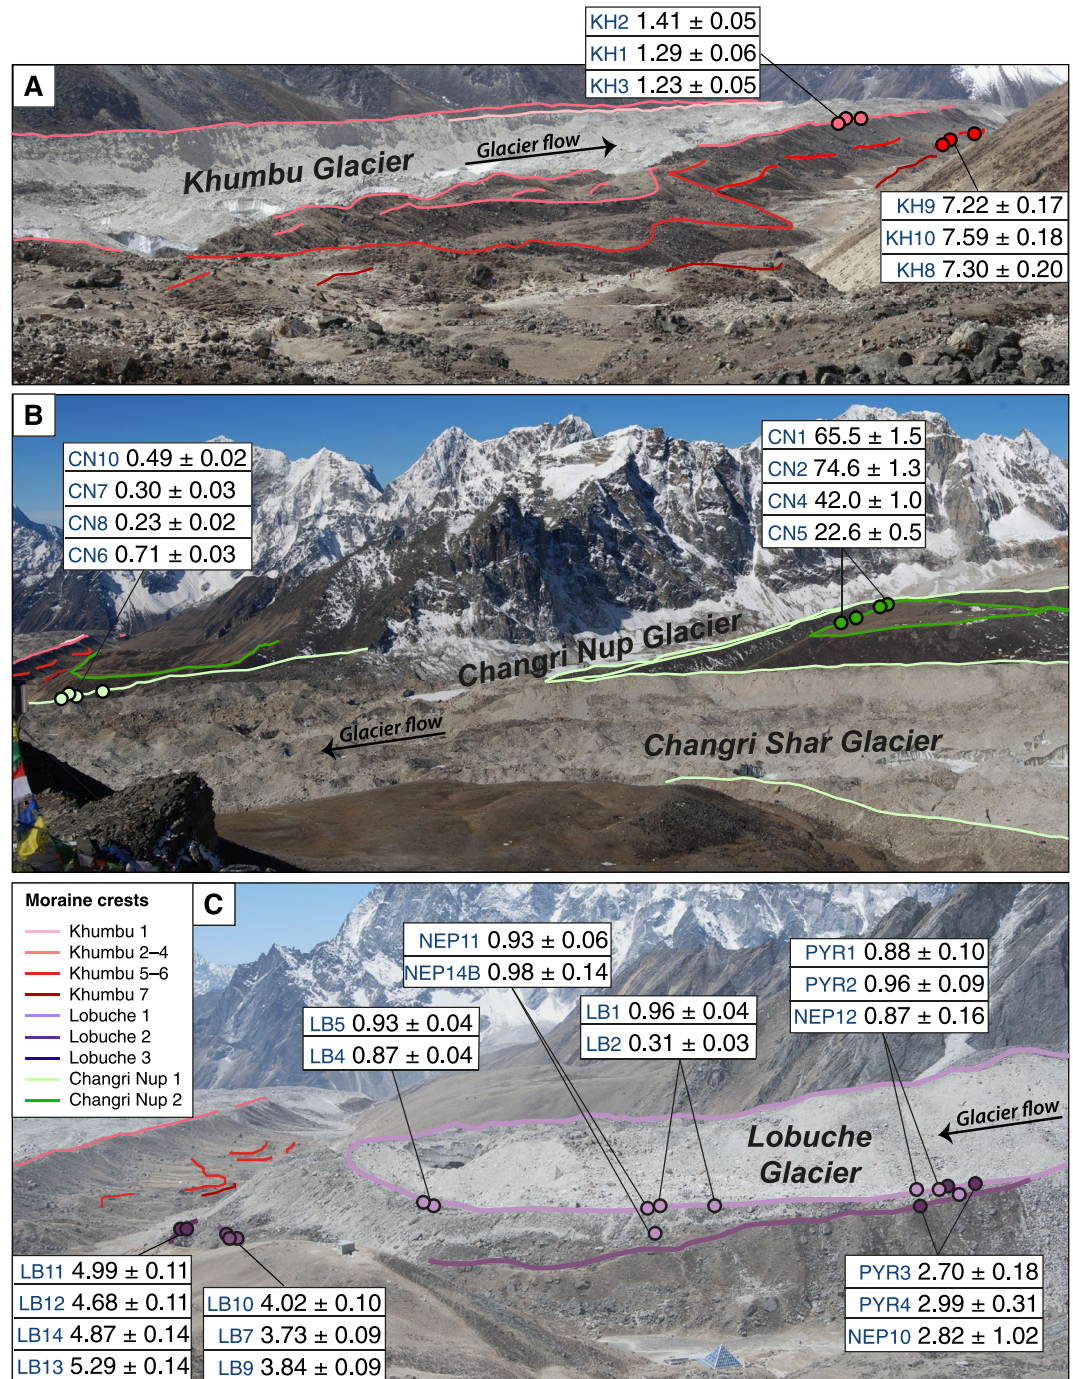 KH2 1.41 ± 0.05
KH1 1.29 ± 0.06
KH3 1.23 ± 0.05
A
Khumbu Glacier
Glacier flow
KH9 7.22 ± 0.17
KH10 7.59 ± 0.18
KH8 7.30 ± 0.20
B
CN10 0.49 ± 0.02
CN7 0.30 ± 0.03
CN8 0.23 ± 0.02
CN6 0.71 ± 0.03
CN1 65.5 ± 1.5
CN2 74.6 ± 1.3
CN4 42.0 ± 1.0
CN5 22.6 ± 0.5
Changri Nup Glacier
Glacier flow
Changri Shar Glacier
Moraine crests
Khumbu 1
Khumbu 2–4
Khumbu 5–6
Khumbu 7
Lobuche 1
Lobuche 2
Lobuche 3
Changri Nup 1
Changri Nup 2
C
NEP11 0.93 ± 0.06
NEP14B 0.98 ± 0.14
PYR1 0.88 ± 0.10
PYR2 0.96 ± 0.09
NEP12 0.87 ± 0.16
LB5 0.93 ± 0.04
LB4 0.87 ± 0.04
LB1 0.96 ± 0.04
LB2 0.31 ± 0.03
Glacier flow
Lobuche
Glacier
LB11 4.99 ± 0.11
LB12 4.68 ± 0.11
LB14 4.87 ± 0.14
LB13 5.29 ± 0.14
LB10 4.02 ± 0.10
LB7 3.73 ± 0.09
LB9 3.84 ± 0.09
PYR3 2.70 ± 0.18
PYR4 2.99 ± 0.31
NEP10 2.82 ± 1.02